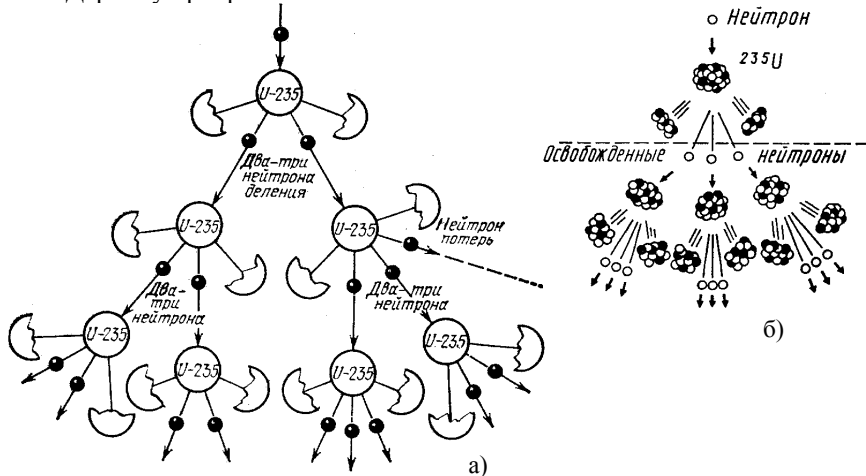 U-235
Два-три
нейтрона
деления
U-235
U-235
Нейтрон
потерь
Два-
три
нейтрона
Два-три
нейтрона
U-235
U-235
U-235
U-235
а)
Нейтрон
235U
Освобожденные нейтроны
б)